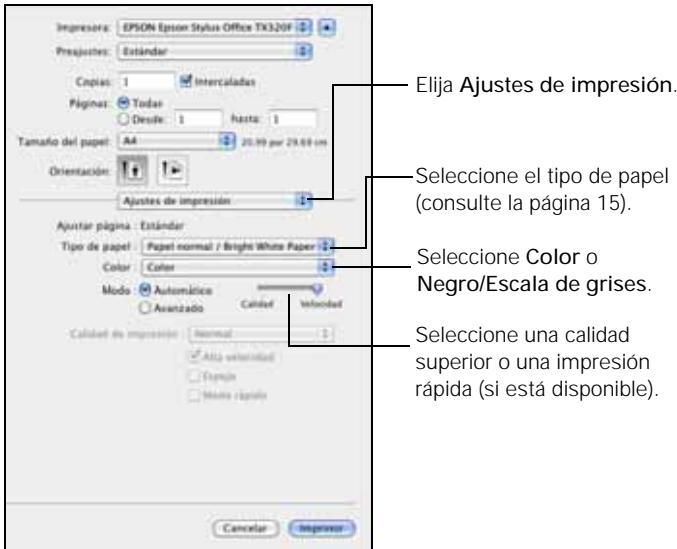 Impresora: EPSON Epson Stylus Office TX320F
Preajustes: Estándar
Copias: 1 Intercaladas
Páginas: Todas
Desde: 1 hasta: 1
Tamaño del papel: A4 20.99 por 29.69 cm
Orientación:
Ajustes de impresión
Ajustar página : Estándar
Tipo de papel : Papel normal / Bright White Paper
Color : Color
Modo : Automático
Avanzado
Calidad Velocidad
Calidad de impresión : Normal
Alta velocidad
Espejo
Modo rápido
Cancelar Imprimir
Elija Ajustes de impresión.
Seleccione el tipo de papel
(consulte la página 15).
Seleccione Color o
Negro/Escala de grises.
Seleccione una calidad
superior o una impresión
rápida (si está disponible).